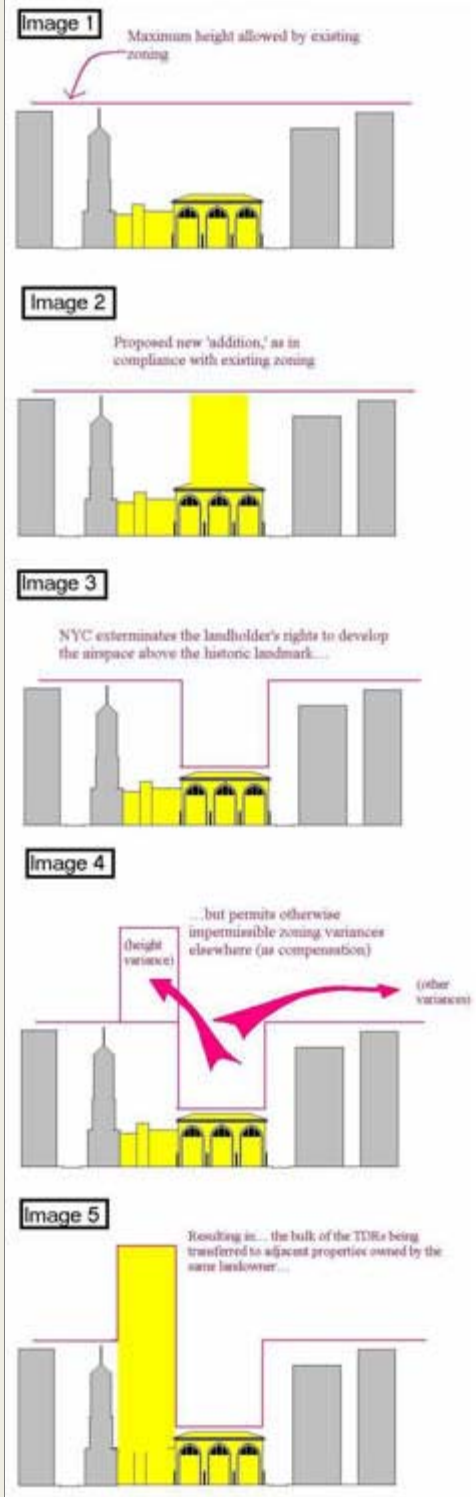 Image 1
Maximum height allowed by existing
zoning
Image 2
Proposed new 'addition,' as in
compliance with existing zoning
Image 3
NYC exterminates the landholder's rights to develop
the airspace above the historic landmark...
Image 4
...but permits otherwise
impermissible zoning variances
elsewhere (as compensation)
(height
variance)
(other
variances)
Image 5
Resulting in... the bulk of the TDRs being
transferred to adjacent properties owned by the
same landowner...